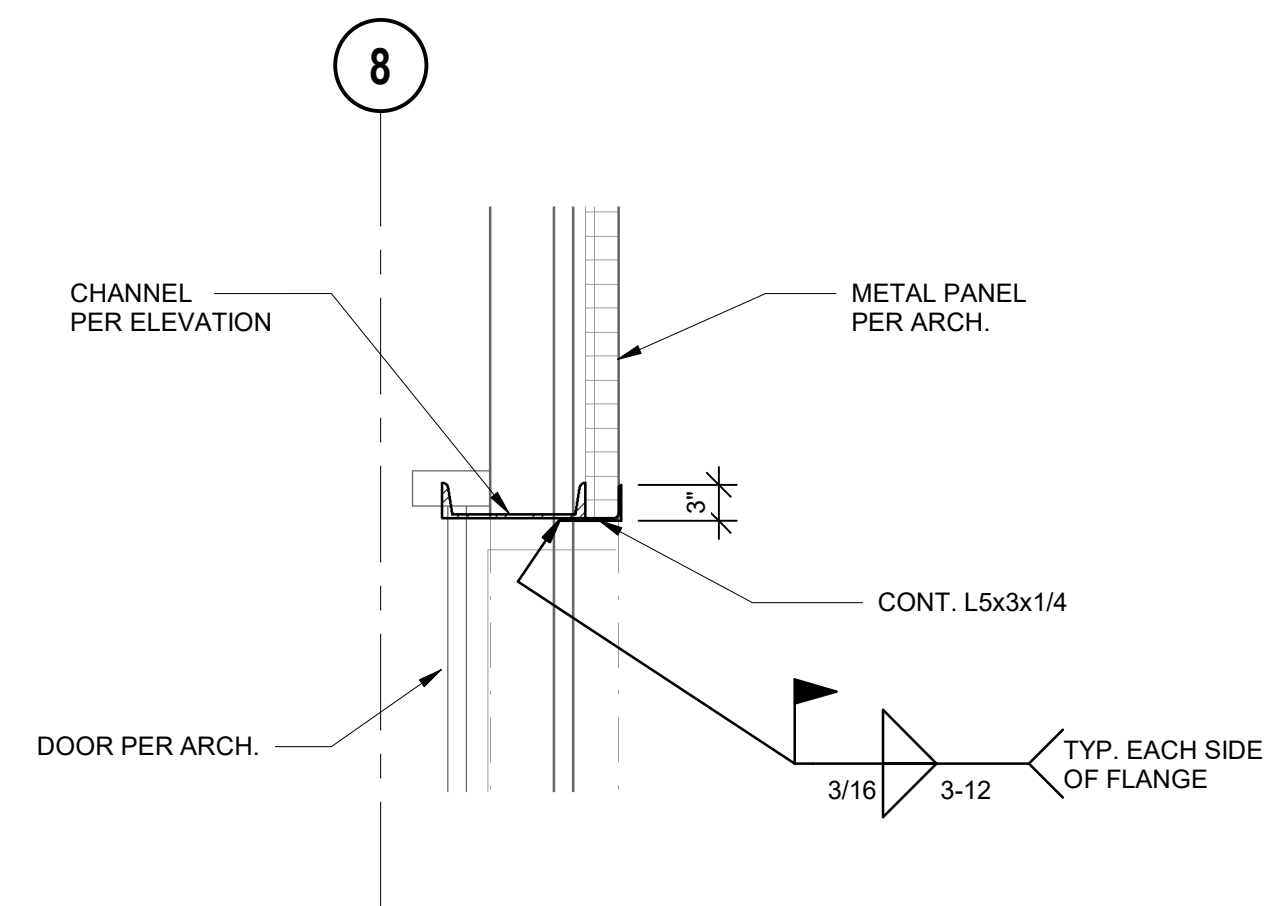 8
CHANNEL
PER ELEVATION
METAL PANEL
PER ARCH.
3"
CONT. L5x3x1/4
DOOR PER ARCH.
3/16
3-12
TYP. EACH SIDE
OF FLANGE